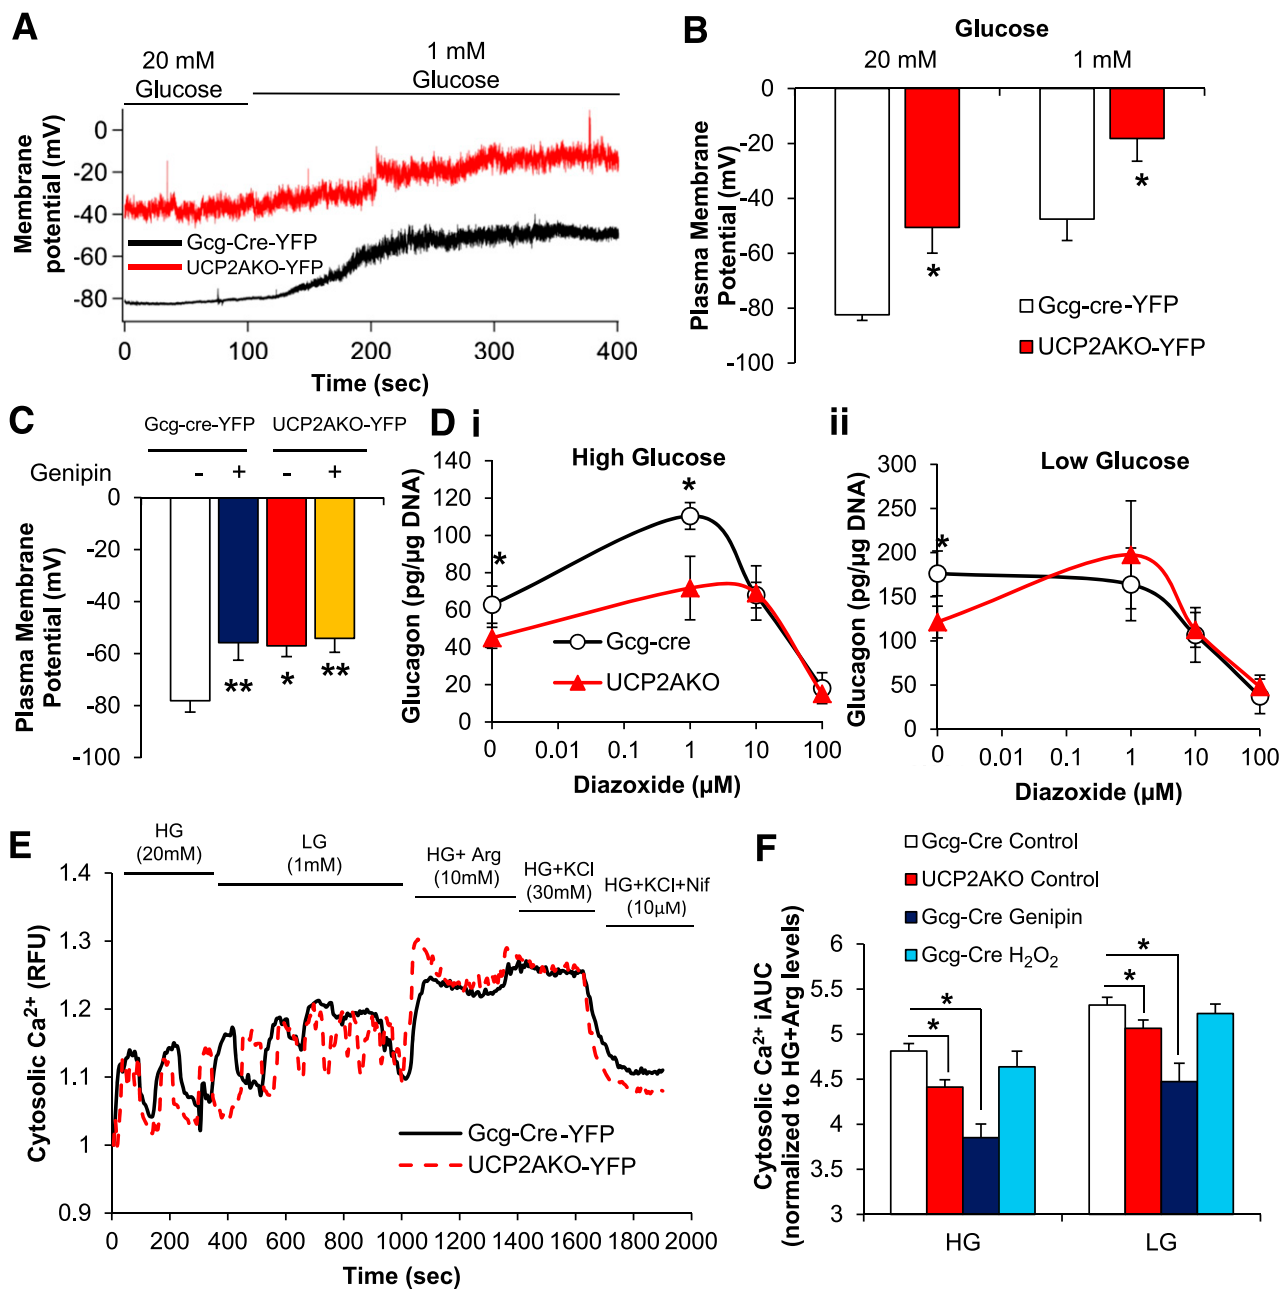 A
20 mM
Glucose
1 mM
Glucose
Membrane
potential (mV)
0
-20
-40
-60
-80
Gcg-Cre-YFP
UCP2AKO-YFP
0
100
200
300
400
Time (sec)
B
Glucose
20 mM
1 mM
Plasma Membrane
Potential (mV)
0
-20
-40
-60
-80
-100
*
*
Gcg-cre-YFP
UCP2AKO-YFP
C
Gcg-cre-YFP
UCP2AKO-YFP
Genipin
-
+
-
+
Plasma Membrane
Potential (mV)
0
-20
-40
-60
-80
-100
**
*
**
D
i
High Glucose
Glucagon (pg/µg DNA)
140
120
100
80
60
40
20
0
*
*
Gcg-cre
UCP2AKO
0
0.01
0.1
1
10
100
Diazoxide (µM)
ii
Low Glucose
Glucagon (pg/µg DNA)
300
250
200
150
100
50
0
*
0
0.01
0.1
1
10
100
Diazoxide (µM)
E
HG
(20mM)
LG
(1mM)
HG+ Arg
(10mM)
HG+KCl
(30mM)
HG+KCl+Nif
(10µM)
Cytosolic Ca²⁺ (RFU)
1.4
1.3
1.2
1.1
1
0.9
Gcg-Cre-YFP
UCP2AKO-YFP
0
200
400
600
800
1000
1200
1400
1600
1800
2000
Time (sec)
F
Gcg-Cre Control
UCP2AKO Control
Gcg-Cre Genipin
Gcg-Cre H₂O₂
Cytosolic Ca²⁺ iAUC
(normalized to HG+Arg levels)
6
5.5
5
4.5
4
3.5
3
*
*
*
*
HG
LG